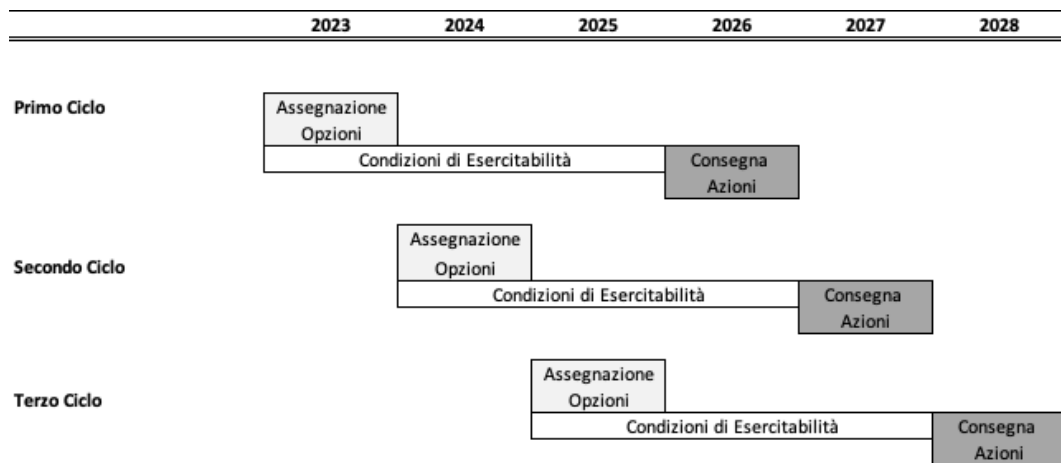 2023 2024 2025 2026 2027 2028
Primo Ciclo
Assegnazione
Opzioni
Condizioni di Esercitabilità
Consegna
Azioni
Secondo Ciclo
Assegnazione
Opzioni
Condizioni di Esercitabilità
Consegna
Azioni
Terzo Ciclo
Assegnazione
Opzioni
Condizioni di Esercitabilità
Consegna
Azioni